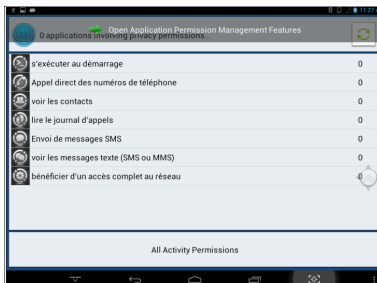 11:27
Open Application Permission Management Features
0 applications involving privacy permissions..
s'exécuter au démarrage 0
Appel direct des numéros de téléphone 0
voir les contacts 0
lire le journal d'appels 0
Envoi de messages SMS 0
voir les messages texte (SMS ou MMS) 0
bénéficier d'un accès complet au réseau 0
All Activity Permissions